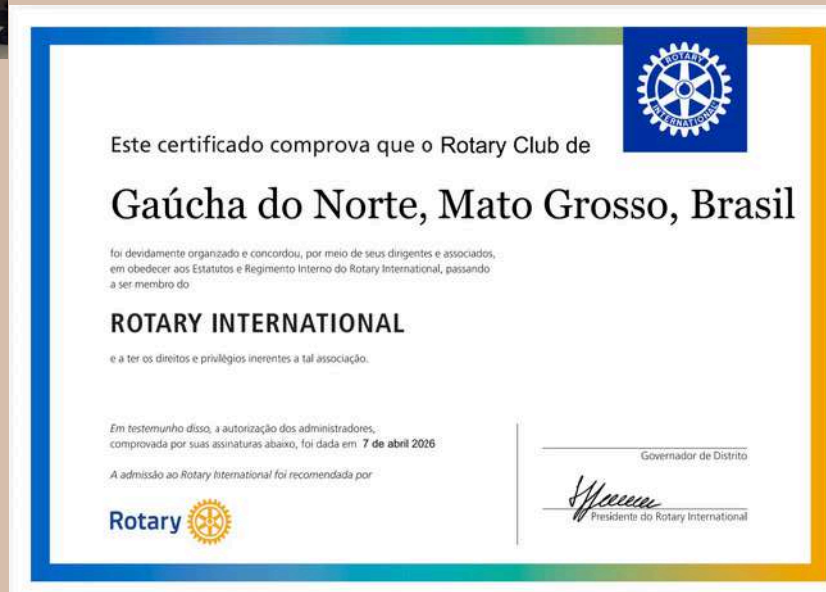 ROTARY
INTERNATIONAL
Este certificado comprova que o Rotary Club de
Gaúcha do Norte, Mato Grosso, Brasil
foi devidamente organizado e concordou, por meio de seus dirigentes e associados,
em obedecer aos Estatutos e Regimento Interno do Rotary International, passando
a ser membro do
ROTARY INTERNATIONAL
e a ter os direitos e privilégios inerentes a tal associação.
Em testemunho disso, a autorização dos administradores,
comprovada por suas assinaturas abaixo, foi dada em 7 de abril 2026
A admissão ao Rotary International foi recomendada por
Rotary
Governador de Distrito
Presidente do Rotary International